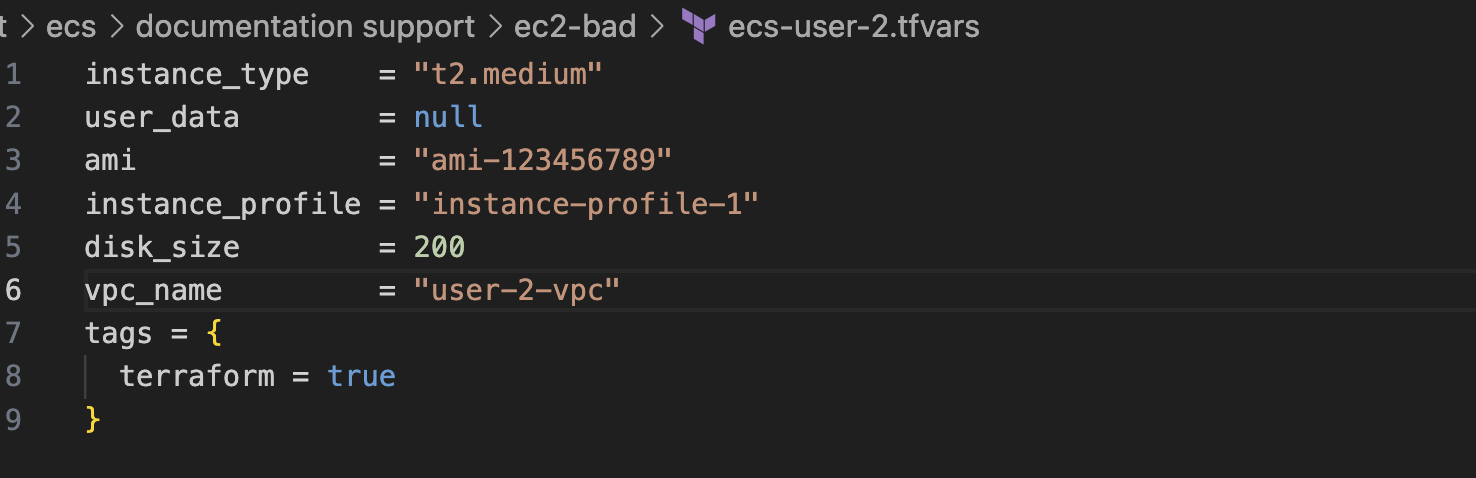 t > ecs > documentation support > ec2-bad > ecs-user-2.tfvars
1 instance_type    = "t2.medium"
2 user_data        = null
3 ami              = "ami-123456789"
4 instance_profile = "instance-profile-1"
5 disk_size        = 200
6 vpc_name         = "user-2-vpc"
7 tags = {
8   terraform = true
9 }